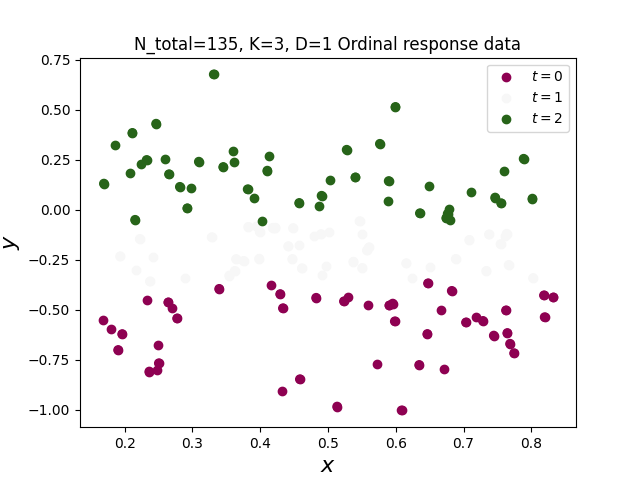 N_total=135, K=3, D=1 Ordinal response data
0.75
0.50
0.25
0.00
−0.25
−0.50
−0.75
−1.00
y
t = 0
t = 1
t = 2
0.2 0.3 0.4 0.5 0.6 0.7 0.8
x